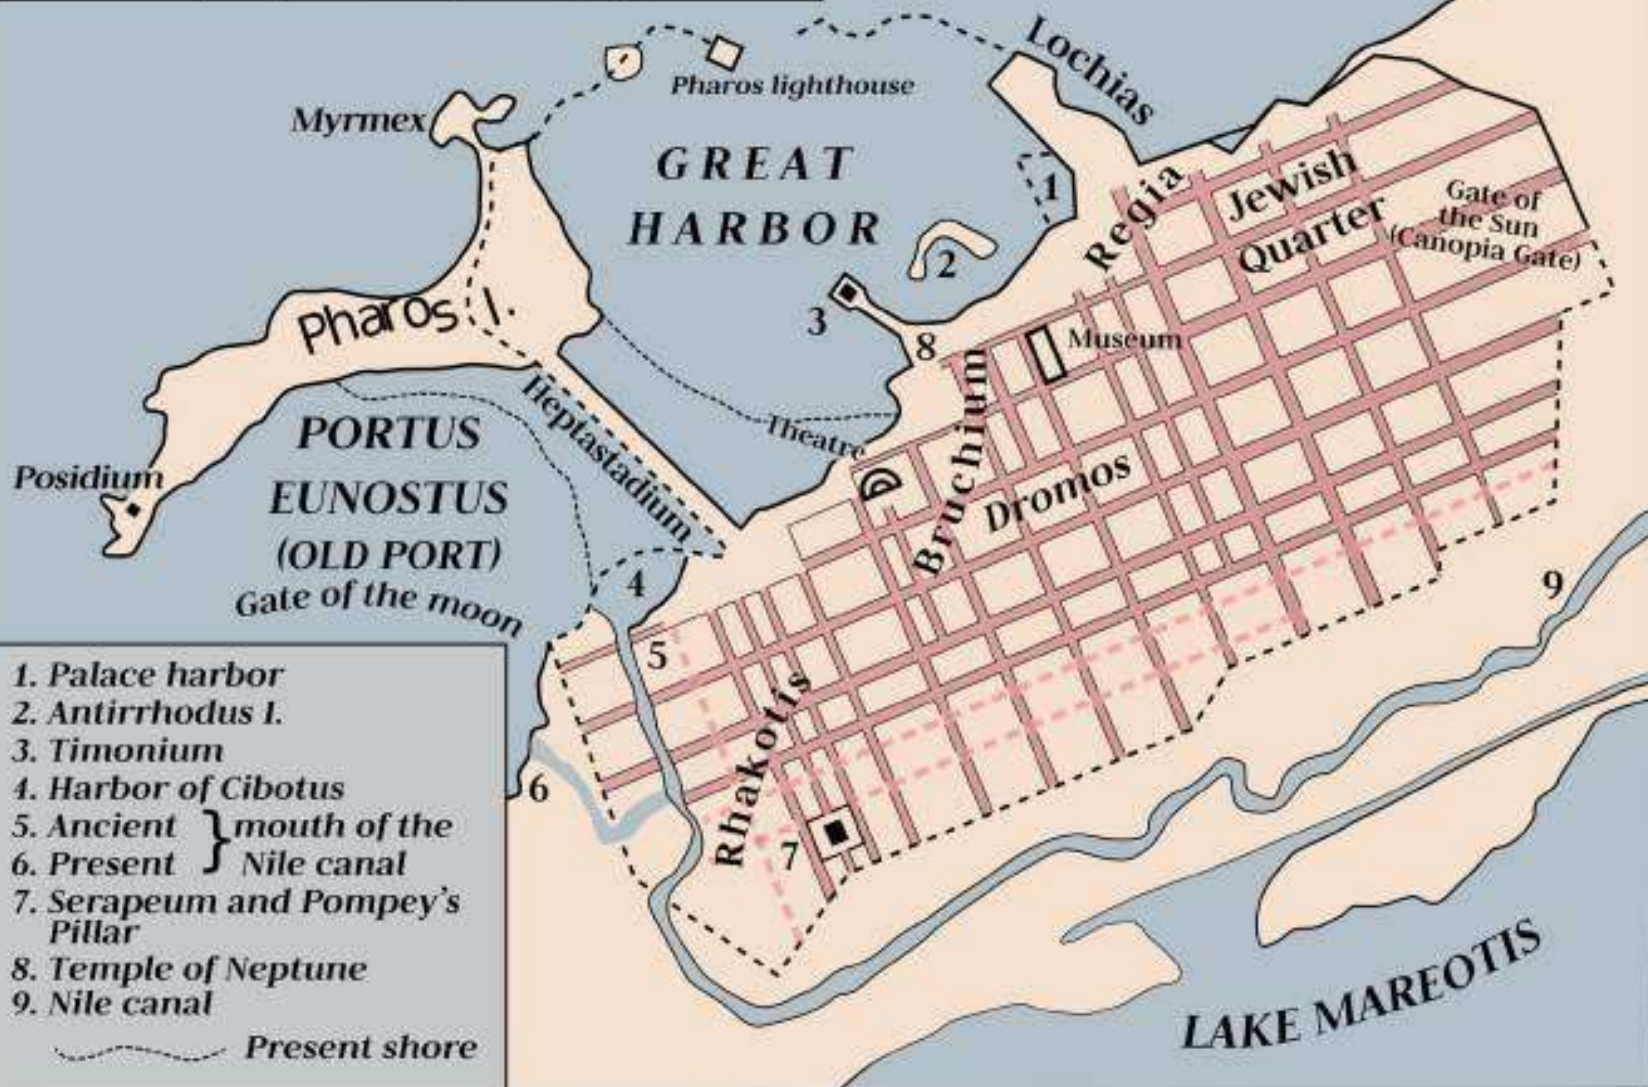 Lochias
Pharos lighthouse
Myrmex
GREAT
HARBOR
1
Regia
Jewish
Quarter
Gate of
the Sun
(Canopia Gate)
2
3
8
Museum
Pharos I.
Heptastadium
Theatre
Bruchium
Dromos
PORTUS
EUNOSTUS
(OLD PORT)
Posidium
Gate of the moon
4
5
6
Rhakotis
7
9
LAKE MAREOTIS
1. Palace harbor
2. Antirrhodus I.
3. Timonium
4. Harbor of Cibotus
5. Ancient } mouth of the
6. Present } Nile canal
7. Serapeum and Pompey's
Pillar
8. Temple of Neptune
9. Nile canal
Present shore